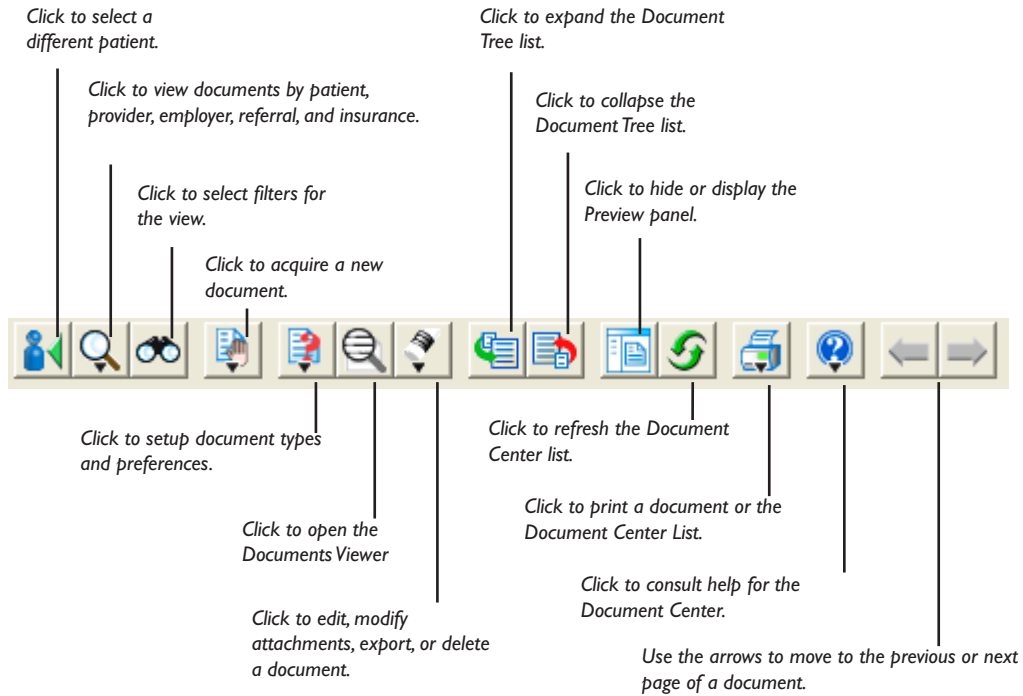 Click to select a
different patient.
Click to expand the Document
Tree list.
Click to view documents by patient,
provider, employer, referral, and insurance.
Click to collapse the
Document Tree list.
Click to select filters for
the view.
Click to hide or display the
Preview panel.
Click to acquire a new
document.
Click to setup document types
and preferences.
Click to refresh the Document
Center list.
Click to open the
Documents Viewer
Click to print a document or the
Document Center List.
Click to consult help for the
Document Center.
Click to edit, modify
attachments, export, or delete
a document.
Use the arrows to move to the previous or next
page of a document.